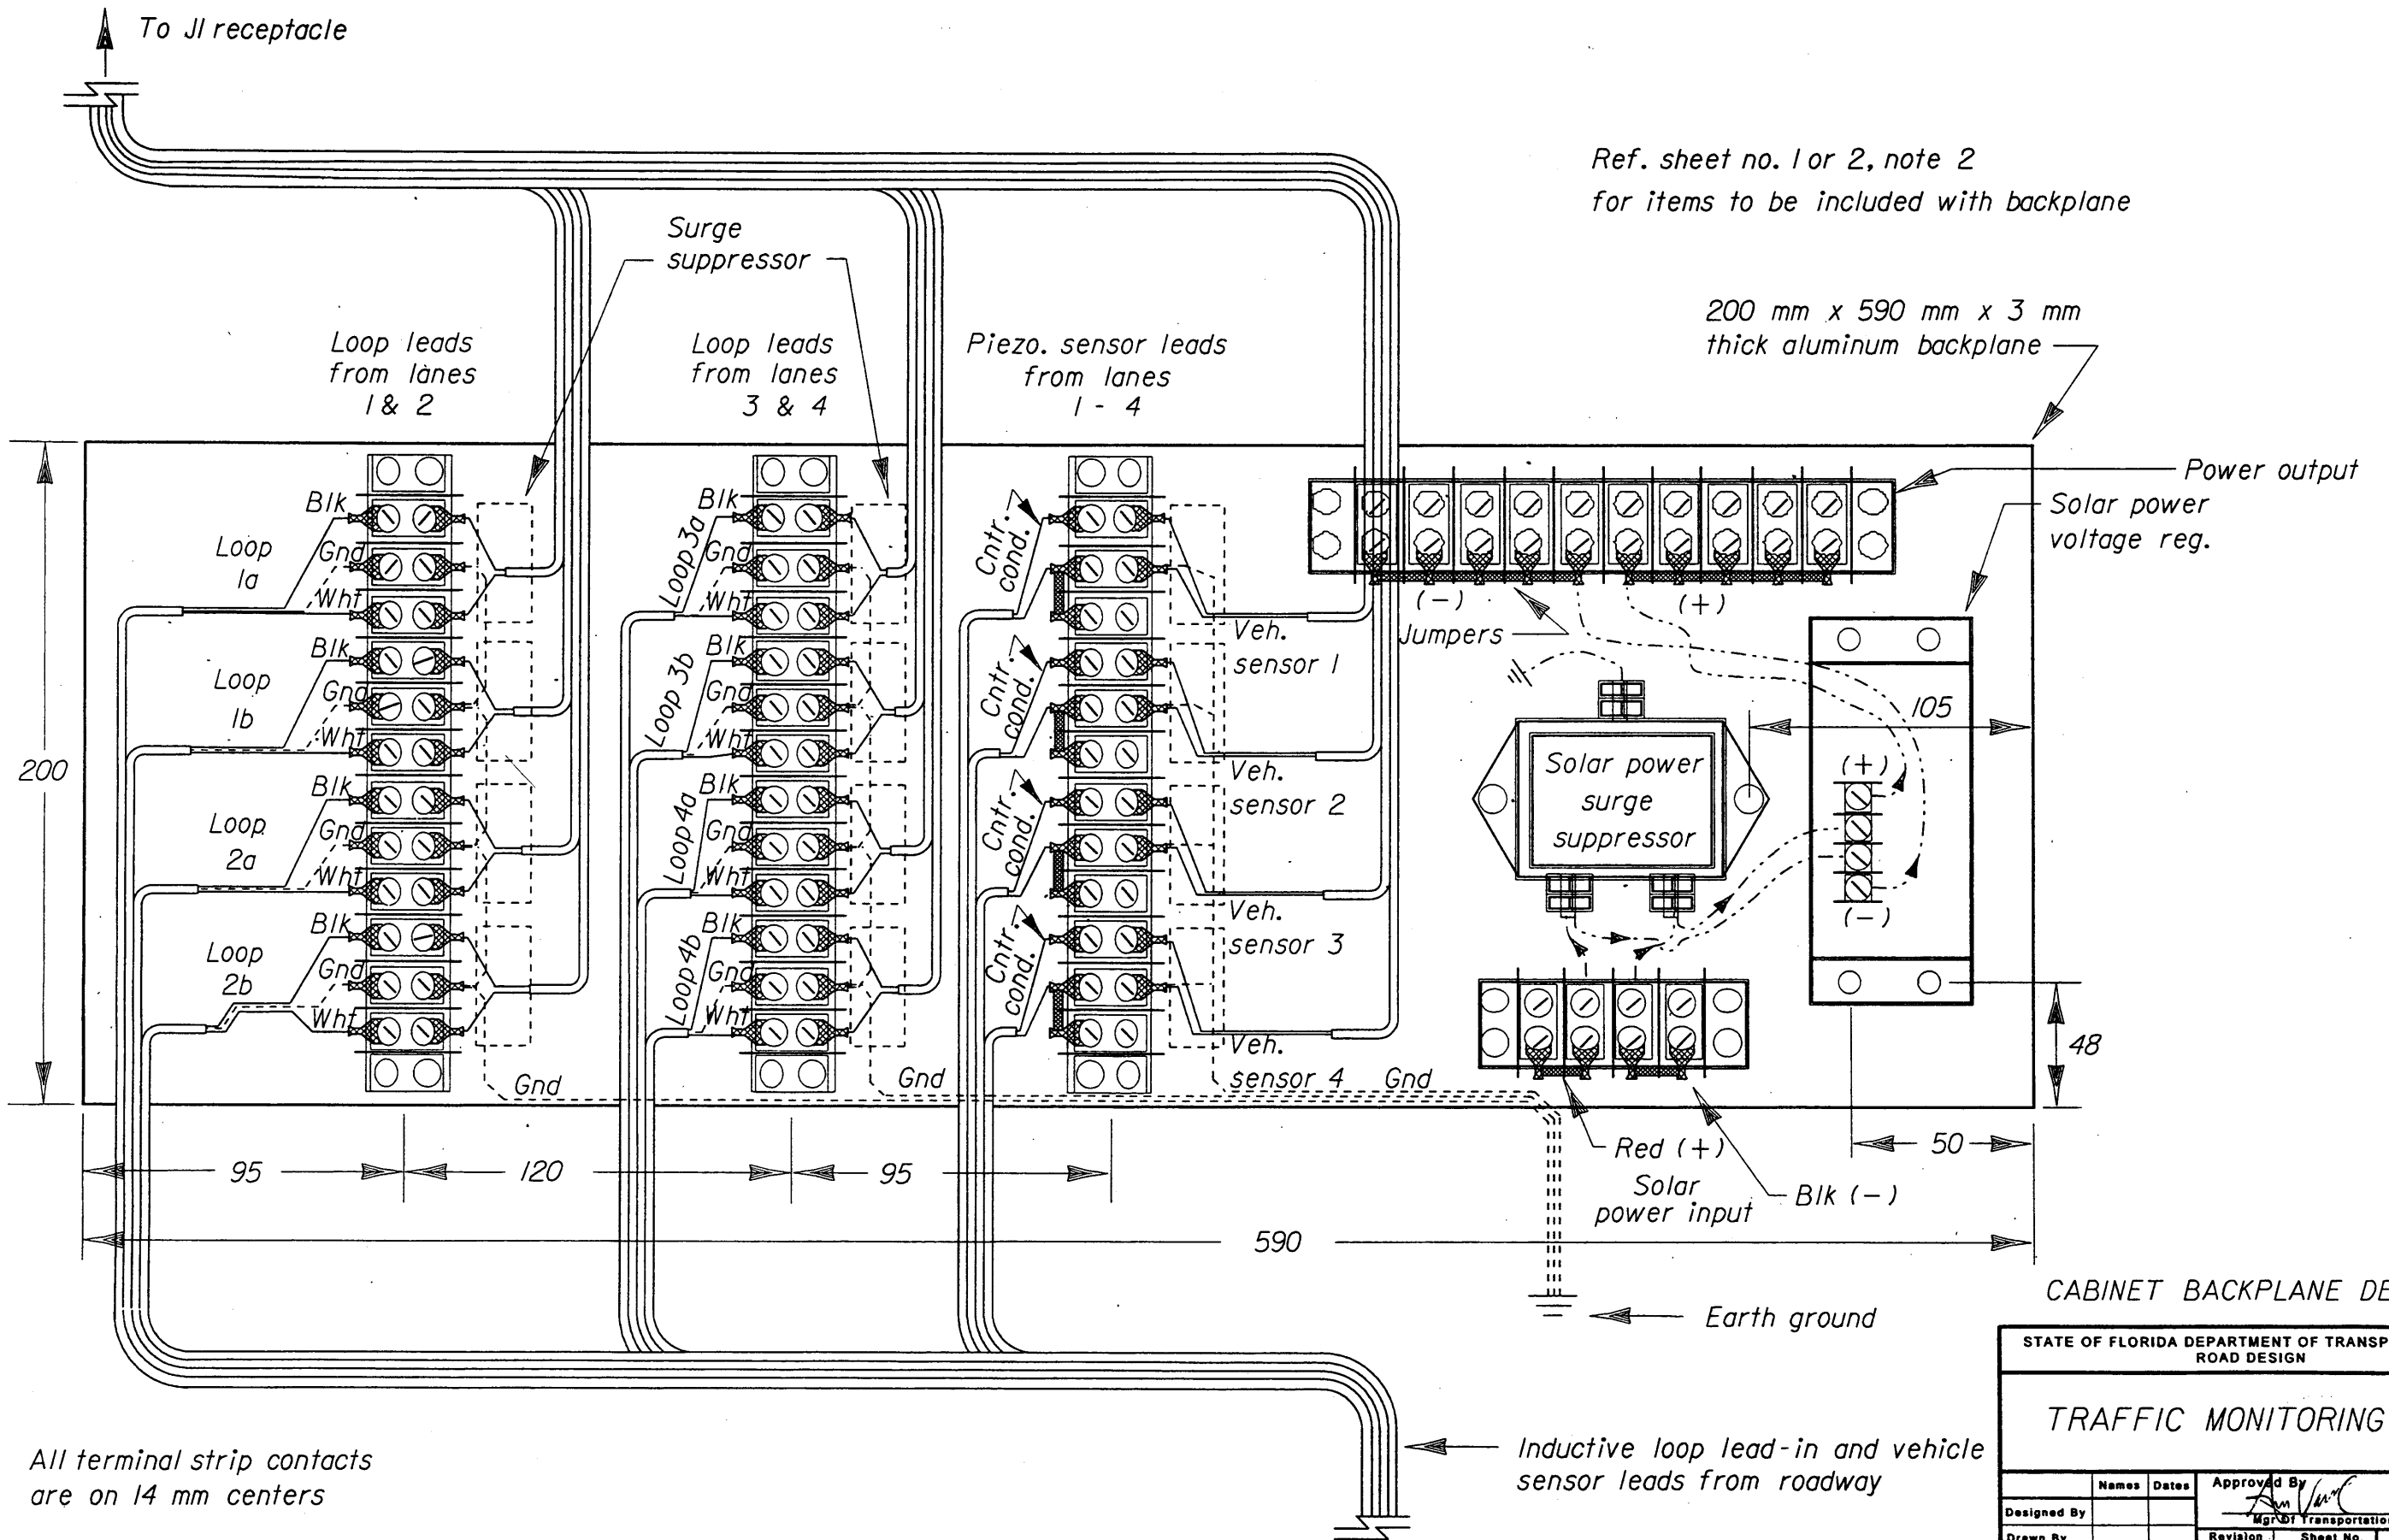 To J1 receptacle
Ref. sheet no. 1 or 2, note 2
for items to be included with backplane
Surge
suppressor
200 mm x 590 mm x 3 mm
thick aluminum backplane
Loop leads
from lanes
1 & 2
Loop leads
from lanes
3 & 4
Piezo. sensor leads
from lanes
1 - 4
Power output
Solar power
voltage reg.
Loop
1a
Blk
Gnd
Wht
Loop
1b
Blk
Gnd
Wht
Loop
2a
Blk
Gnd
Wht
Loop
2b
Blk
Gnd
Wht
Gnd
Loop 3a
Blk
Gnd
Wht
Loop 3b
Blk
Gnd
Wht
Loop 4a
Blk
Gnd
Wht
Loop 4b
Blk
Gnd
Wht
Gnd
Cntr.
cond.
Cntr.
cond.
Cntr.
cond.
Cntr.
cond.
Veh.
sensor 1
Veh.
sensor 2
Veh.
sensor 3
Veh.
sensor 4
Gnd
(-)
(+)
Jumpers
Solar power
surge
suppressor
(+)
(-)
105
48
50
200
95
120
95
590
Red (+)
Solar
power input
Blk (-)
Earth ground
Inductive loop lead-in and vehicle
sensor leads from roadway
All terminal strip contacts
are on 14 mm centers
CABINET BACKPLANE DE
STATE OF FLORIDA DEPARTMENT OF TRANSP
ROAD DESIGN
TRAFFIC MONITORING
Names
Dates
Approved By
Mgr Of Transportation
Designed By
Drawn By
Revision
Sheet No.